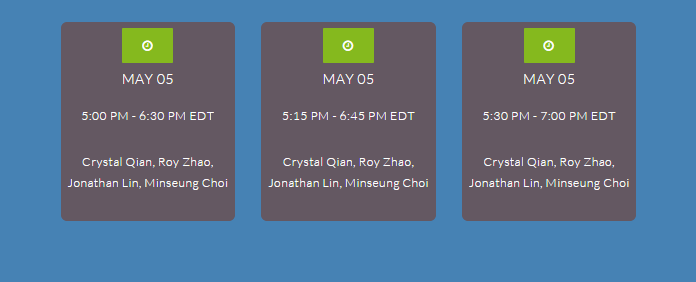 MAY 05
5:00 PM - 6:30 PM EDT
Crystal Qian, Roy Zhao,
Jonathan Lin, Minseung Choi
MAY 05
5:15 PM - 6:45 PM EDT
Crystal Qian, Roy Zhao,
Jonathan Lin, Minseung Choi
MAY 05
5:30 PM - 7:00 PM EDT
Crystal Qian, Roy Zhao,
Jonathan Lin, Minseung Choi